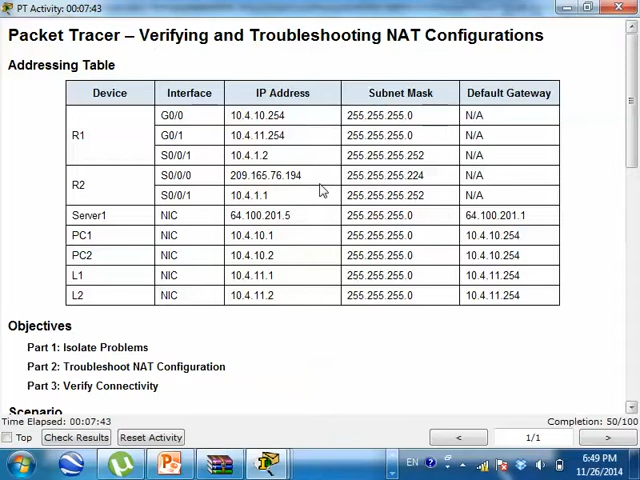 PT Activity: 00:07:43
Packet Tracer – Verifying and Troubleshooting NAT Configurations
Addressing Table
Device Interface IP Address Subnet Mask Default Gateway
R1 G0/0 10.4.10.254 255.255.255.0 N/A
G0/1 10.4.11.254 255.255.255.0 N/A
S0/0/1 10.4.1.2 255.255.255.252 N/A
R2 S0/0/0 209.165.76.194 255.255.255.224 N/A
S0/0/1 10.4.1.1 255.255.255.252 N/A
Server1 NIC 64.100.201.5 255.255.255.0 64.100.201.1
PC1 NIC 10.4.10.1 255.255.255.0 10.4.10.254
PC2 NIC 10.4.10.2 255.255.255.0 10.4.10.254
L1 NIC 10.4.11.1 255.255.255.0 10.4.11.254
L2 NIC 10.4.11.2 255.255.255.0 10.4.11.254
Objectives
Part 1: Isolate Problems
Part 2: Troubleshoot NAT Configuration
Part 3: Verify Connectivity
Scenario
Time Elapsed: 00:07:43 Completion: 50/100
Top Check Results Reset Activity < 1/1 >
EN 6:49 PM
11/26/2014